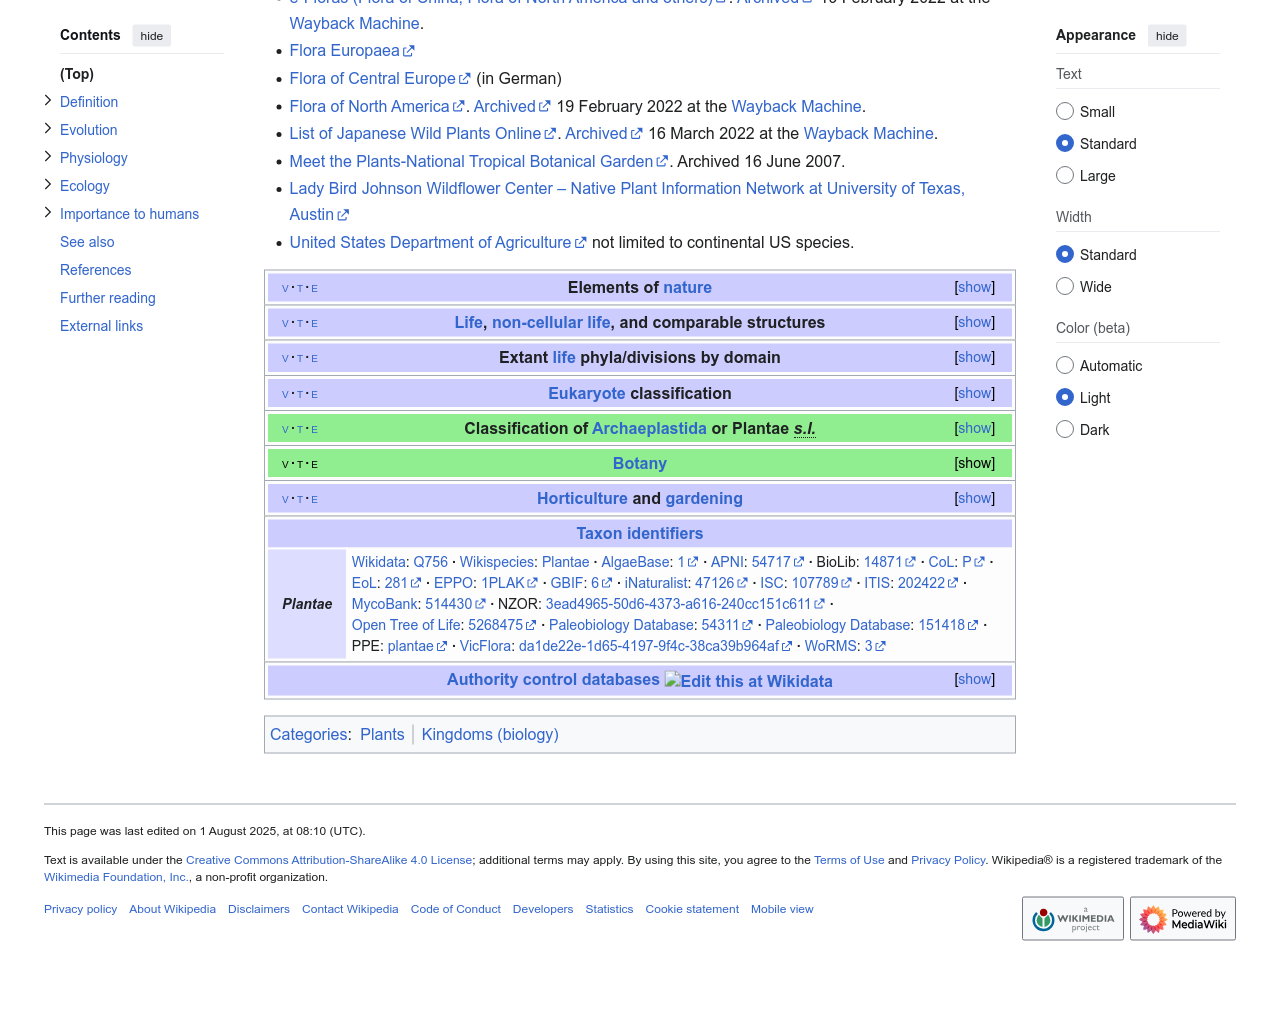 Contents hide
(Top)
Definition
Evolution
Physiology
Ecology
Importance to humans
See also
References
Further reading
External links
Wayback Machine.
Flora Europaea
Flora of Central Europe (in German)
Flora of North America. Archived 19 February 2022 at the Wayback Machine.
List of Japanese Wild Plants Online. Archived 16 March 2022 at the Wayback Machine.
Meet the Plants-National Tropical Botanical Garden. Archived 16 June 2007.
Lady Bird Johnson Wildflower Center – Native Plant Information Network at University of Texas,
Austin
United States Department of Agriculture not limited to continental US species.
V · T · E Elements of nature [show]
V · T · E Life, non-cellular life, and comparable structures [show]
V · T · E Extant life phyla/divisions by domain [show]
V · T · E Eukaryote classification [show]
V · T · E Classification of Archaeplastida or Plantae s.l. [show]
V · T · E Botany [show]
V · T · E Horticulture and gardening [show]
Taxon identifiers
Plantae
Wikidata: Q756 · Wikispecies: Plantae · AlgaeBase: 1 · APNI: 54717 · BioLib: 14871 · CoL: P ·
EoL: 281 · EPPO: 1PLAK · GBIF: 6 · iNaturalist: 47126 · ISC: 107789 · ITIS: 202422 ·
MycoBank: 514430 · NZOR: 3ead4965-50d6-4373-a616-240cc151c611 ·
Open Tree of Life: 5268475 · Paleobiology Database: 54311 · Paleobiology Database: 151418 ·
PPE: plantae · VicFlora: da1de22e-1d65-4197-9f4c-38ca39b964af · WoRMS: 3
Authority control databases Edit this at Wikidata [show]
Categories: Plants Kingdoms (biology)
Appearance hide
Text
Small
Standard
Large
Width
Standard
Wide
Color (beta)
Automatic
Light
Dark
This page was last edited on 1 August 2025, at 08:10 (UTC).
Text is available under the Creative Commons Attribution-ShareAlike 4.0 License; additional terms may apply. By using this site, you agree to the Terms of Use and Privacy Policy. Wikipedia® is a registered trademark of the
Wikimedia Foundation, Inc., a non-profit organization.
Privacy policy About Wikipedia Disclaimers Contact Wikipedia Code of Conduct Developers Statistics Cookie statement Mobile view
a
WIKIMEDIA
project
Powered by
MediaWiki